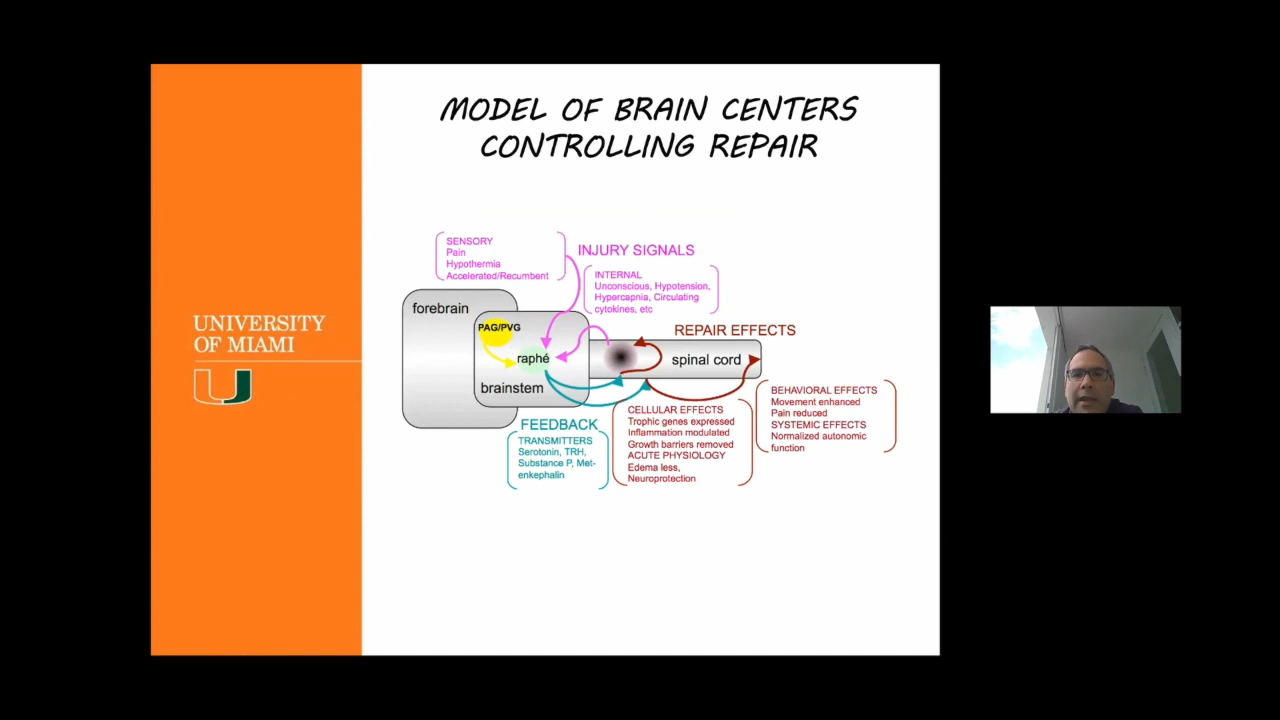 MODEL OF BRAIN CENTERS
CONTROLLING REPAIR
UNIVERSITY
OF MIAMI
SENSORY
Pain
Hypothermia
Accelerated/Recumbent
INJURY SIGNALS
INTERNAL
Unconscious, Hypotension,
Hypercapnia, Circulating
cytokines, etc
forebrain
PAG/PVG
raphé
brainstem
REPAIR EFFECTS
spinal cord
FEEDBACK
TRANSMITTERS
Serotonin, TRH,
Substance P, Met-
enkephalin
CELLULAR EFFECTS
Trophic genes expressed
Inflammation modulated
Growth barriers removed
ACUTE PHYSIOLOGY
Edema less,
Neuroprotection
BEHAVIORAL EFFECTS
Movement enhanced
Pain reduced
SYSTEMIC EFFECTS
Normalized autonomic
function